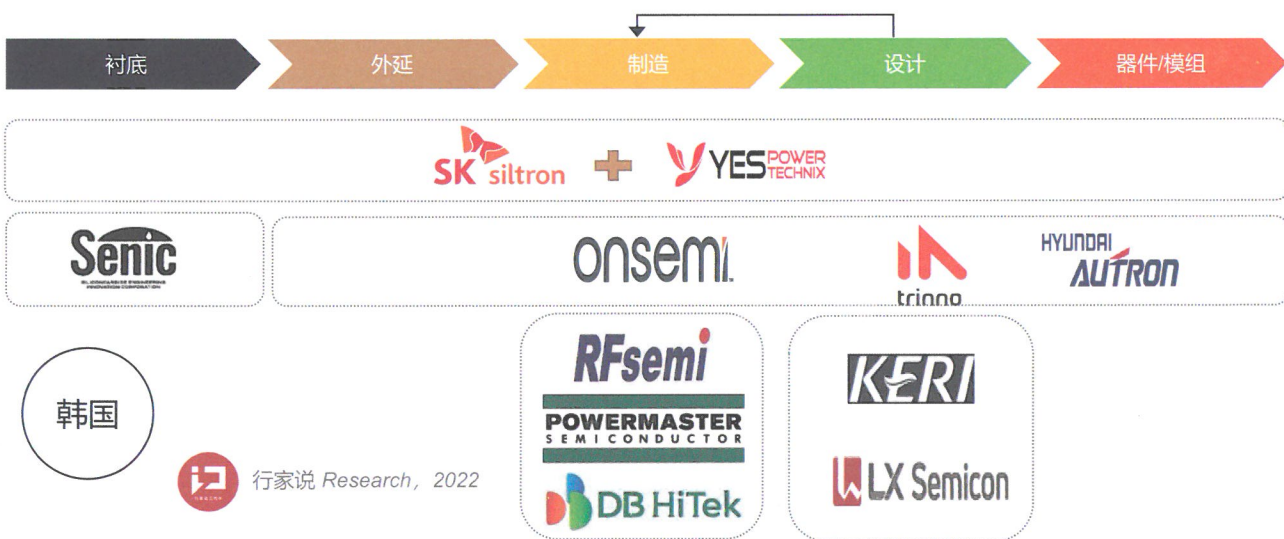 衬底
外延
制造
设计
器件/模组
SK siltron
YES POWER TECHNIX
Senic
onsemi
trinno
HYUNDAI
AUTRON
RFsemi
POWERMASTER
SEMICONDUCTOR
DB HiTek
KERI
LX Semicon
韩国
行家说 Research, 2022